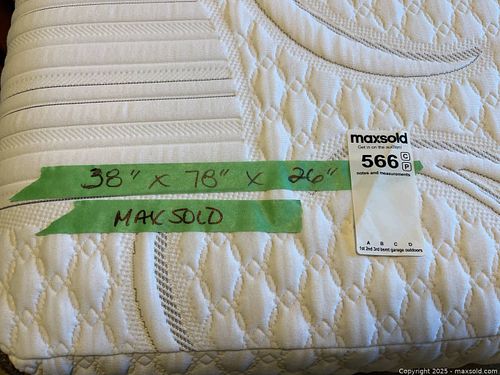 38" x 78" x 26"
MAXSOLD
maxsold
Get in on the auction!
566 C
P
notes and measurements
A B C D
1st 2nd 3rd bsmt garage outdoors
Copyright © 2025 - maxsold.com